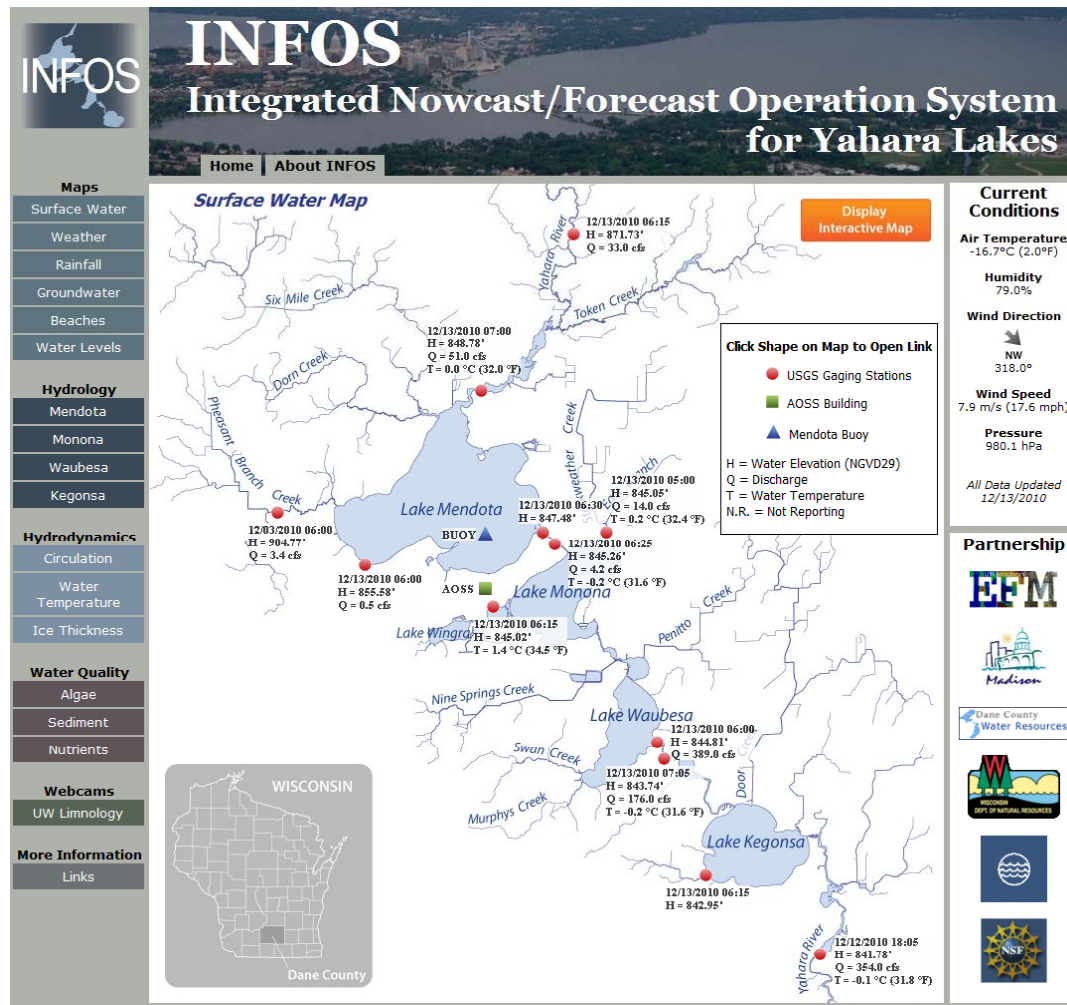 INFOS
INFOS
Integrated Nowcast/Forecast Operation System
for Yahara Lakes
Home
About INFOS
Maps
Surface Water
Weather
Rainfall
Groundwater
Beaches
Water Levels
Hydrology
Mendota
Monona
Waubesa
Kegonsa
Hydrodynamics
Circulation
Water
Temperature
Ice Thickness
Water Quality
Algae
Sediment
Nutrients
Webcams
UW Limnology
More Information
Links
Surface Water Map
Display
Interactive Map
12/13/2010 06:15
H = 871.73'
Q = 33.0 cfs
Yahara River
Token Creek
Six Mile Creek
12/13/2010 07:00
H = 848.78'
Q = 51.0 cfs
T = 0.0 °C (32.0 °F)
Dorn Creek
Pheasant Branch Creek
Click Shape on Map to Open Link
USGS Gaging Stations
AOSS Building
Mendota Buoy
H = Water Elevation (NGVD29)
Q = Discharge
T = Water Temperature
N.R. = Not Reporting
Creek
12/13/2010 05:00
H = 845.05'
Q = 14.0 cfs
T = 0.2 °C (32.4 °F)
Lake Mendota
BUOY
12/13/2010 06:30
H = 847.48'
12/03/2010 06:00
H = 904.77'
Q = 3.4 cfs
12/13/2010 06:25
H = 845.26'
Q = 4.2 cfs
T = -0.2 °C (31.6 °F)
12/13/2010 06:00
H = 855.58'
Q = 0.5 cfs
AOSS
Lake Monona
Lake Wingra
12/13/2010 06:15
H = 845.02'
T = 1.4 °C (34.5 °F)
Penitto Creek
Nine Springs Creek
Lake Waubesa
12/13/2010 06:00
H = 844.81'
Q = 389.0 cfs
Swan Creek
12/13/2010 07:05
H = 843.74'
Q = 176.0 cfs
T = -0.2 °C (31.6 °F)
Door Creek
Murphys Creek
Lake Kegonsa
12/13/2010 06:15
H = 842.95'
Yahara River
12/12/2010 18:05
H = 841.78'
Q = 354.0 cfs
T = -0.1 °C (31.8 °F)
WISCONSIN
Dane County
Current
Conditions
Air Temperature
-16.7°C (2.0°F)
Humidity
79.0%
Wind Direction
NW
318.0°
Wind Speed
7.9 m/s (17.6 mph)
Pressure
980.1 hPa
All Data Updated
12/13/2010
Partnership
EFM
Madison
Dane County
Water Resources
WISCONSIN
DEPT. OF NATURAL RESOURCES
NSF